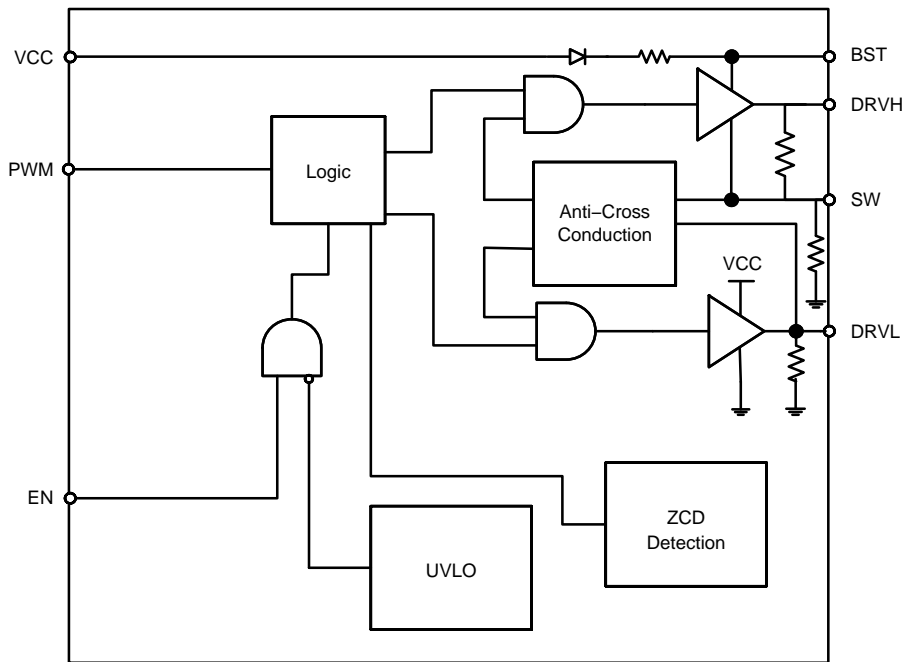 VCC
BST
DRVH
PWM
Logic
Anti−Cross
Conduction
SW
VCC
DRVL
EN
ZCD
Detection
UVLO